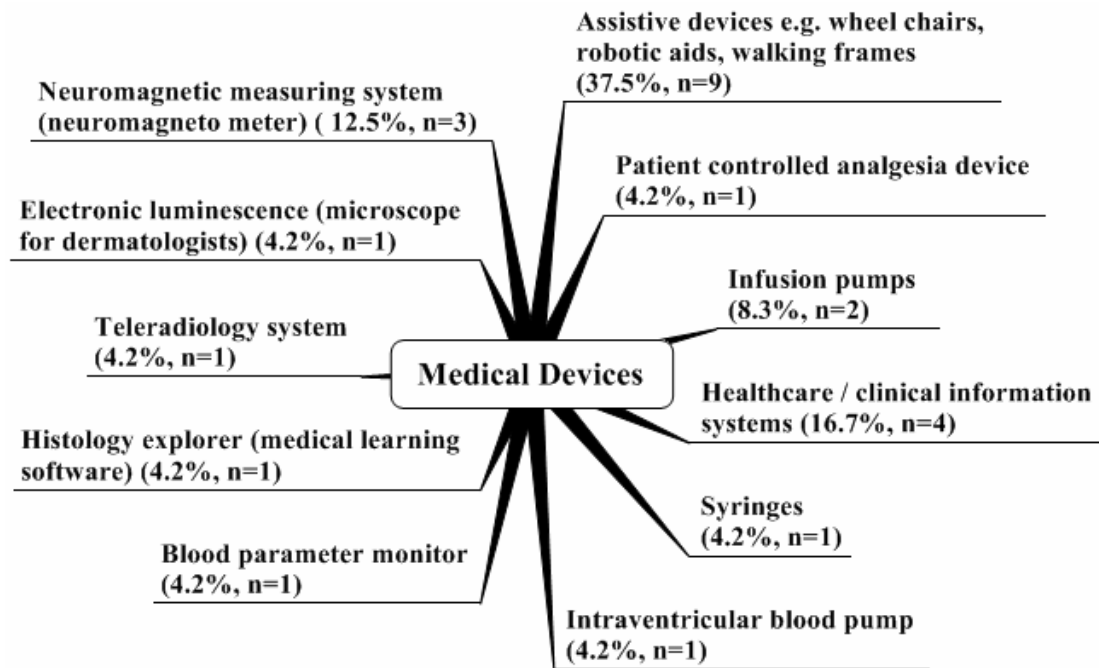 Assistive devices e.g. wheel chairs,
robotic aids, walking frames
(37.5%, n=9)
Neuromagnetic measuring system
(neuromagneto meter) ( 12.5%, n=3)
Patient controlled analgesia device
(4.2%, n=1)
Electronic luminescence (microscope
for dermatologists) (4.2%, n=1)
Infusion pumps
(8.3%, n=2)
Teleradiology system
(4.2%, n=1)
Medical Devices
Healthcare / clinical information
systems (16.7%, n=4)
Histology explorer (medical learning
software) (4.2%, n=1)
Syringes
(4.2%, n=1)
Blood parameter monitor
(4.2%, n=1)
Intraventricular blood pump
(4.2%, n=1)